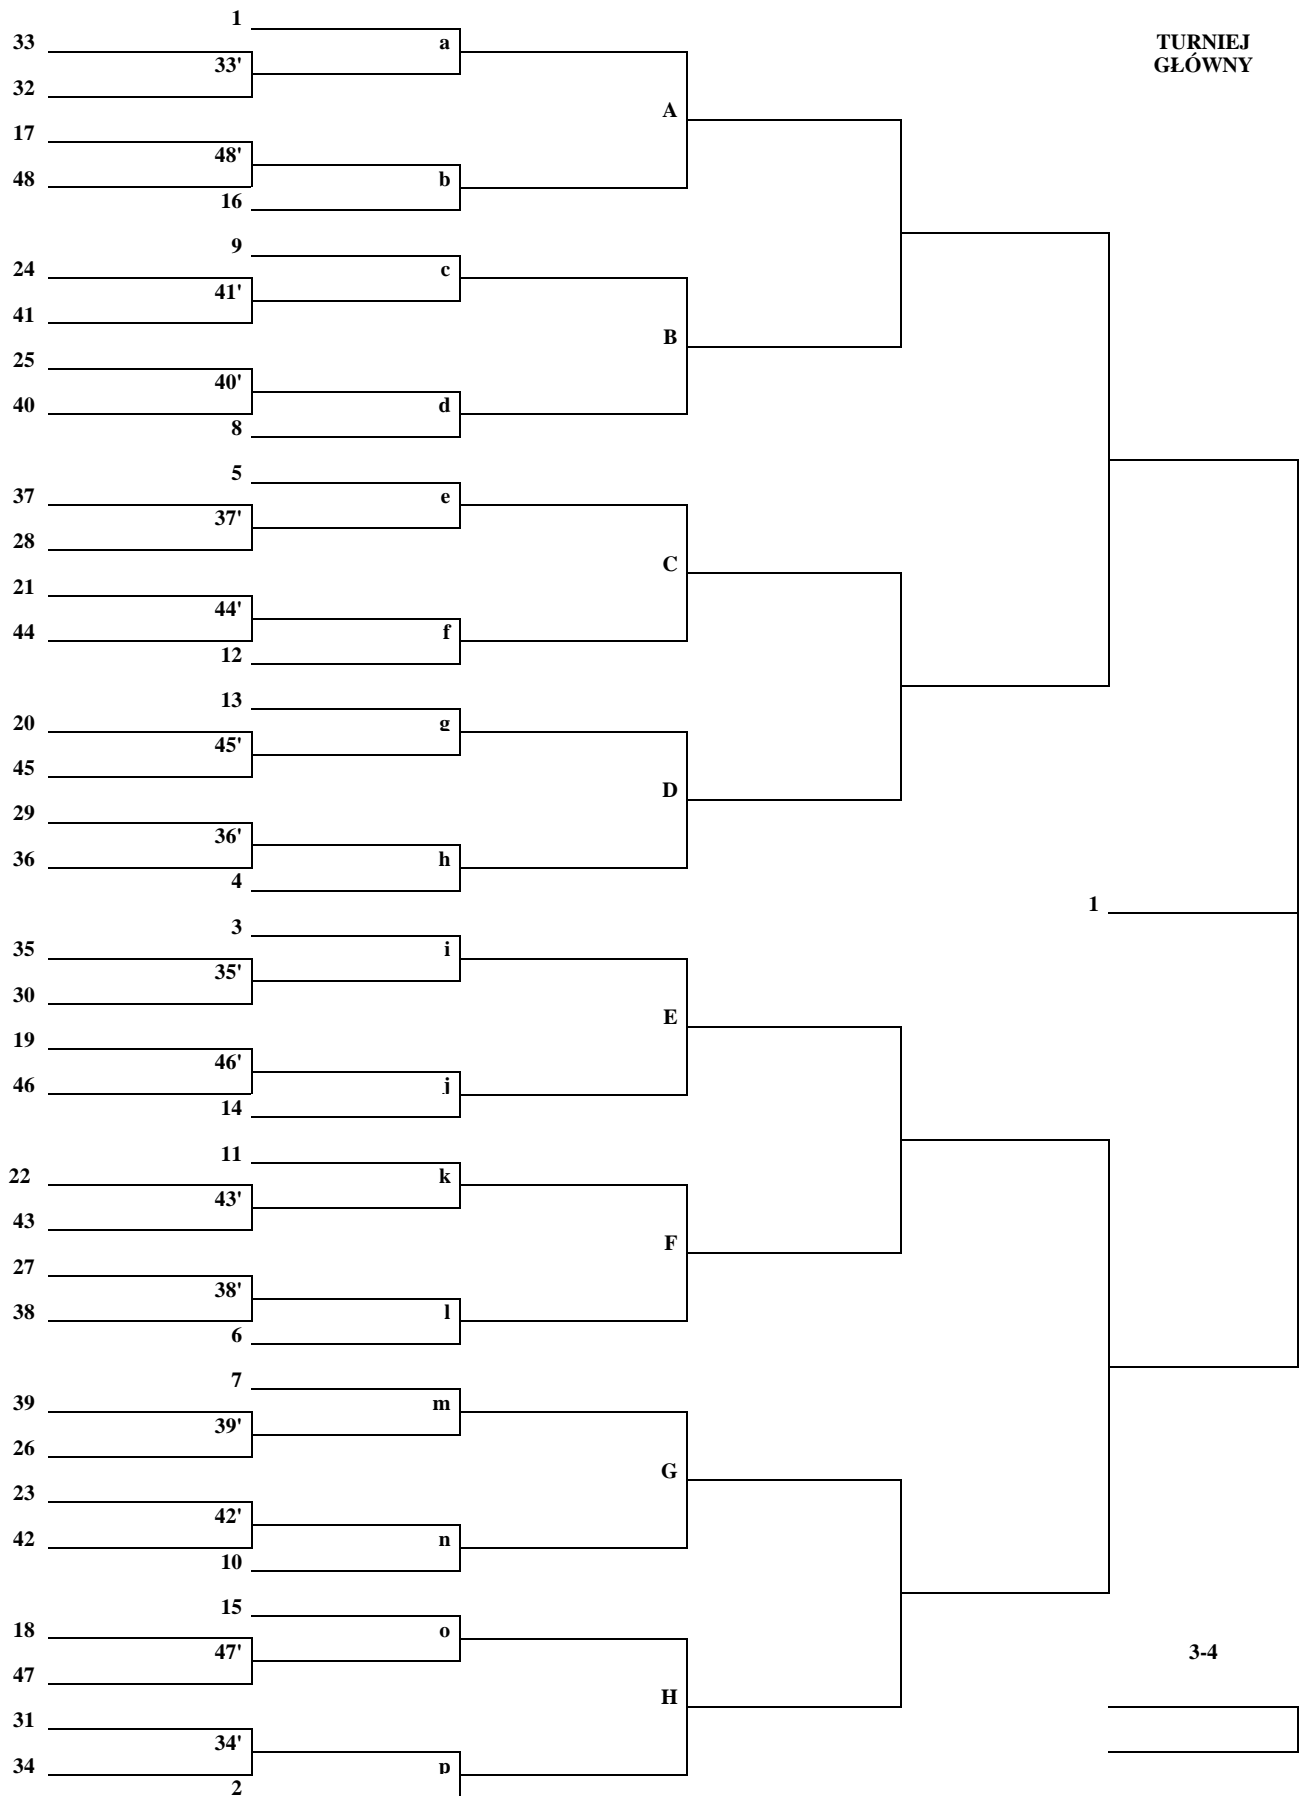 1
33
a
TURNIEJ
GŁÓWNY
33'
32
A
17
48'
48
b
16
9
24
c
41'
41
B
25
40'
40
d
8
5
37
e
37'
28
C
21
44'
44
f
12
13
20
g
45'
45
D
29
36'
36
h
4
1
3
35
i
35'
30
E
19
46'
46
j
14
11
22
k
43'
43
F
27
38'
38
l
6
7
39
m
39'
26
G
23
42'
42
n
10
15
18
o
47'
3-4
47
H
31
34'
34
p
2